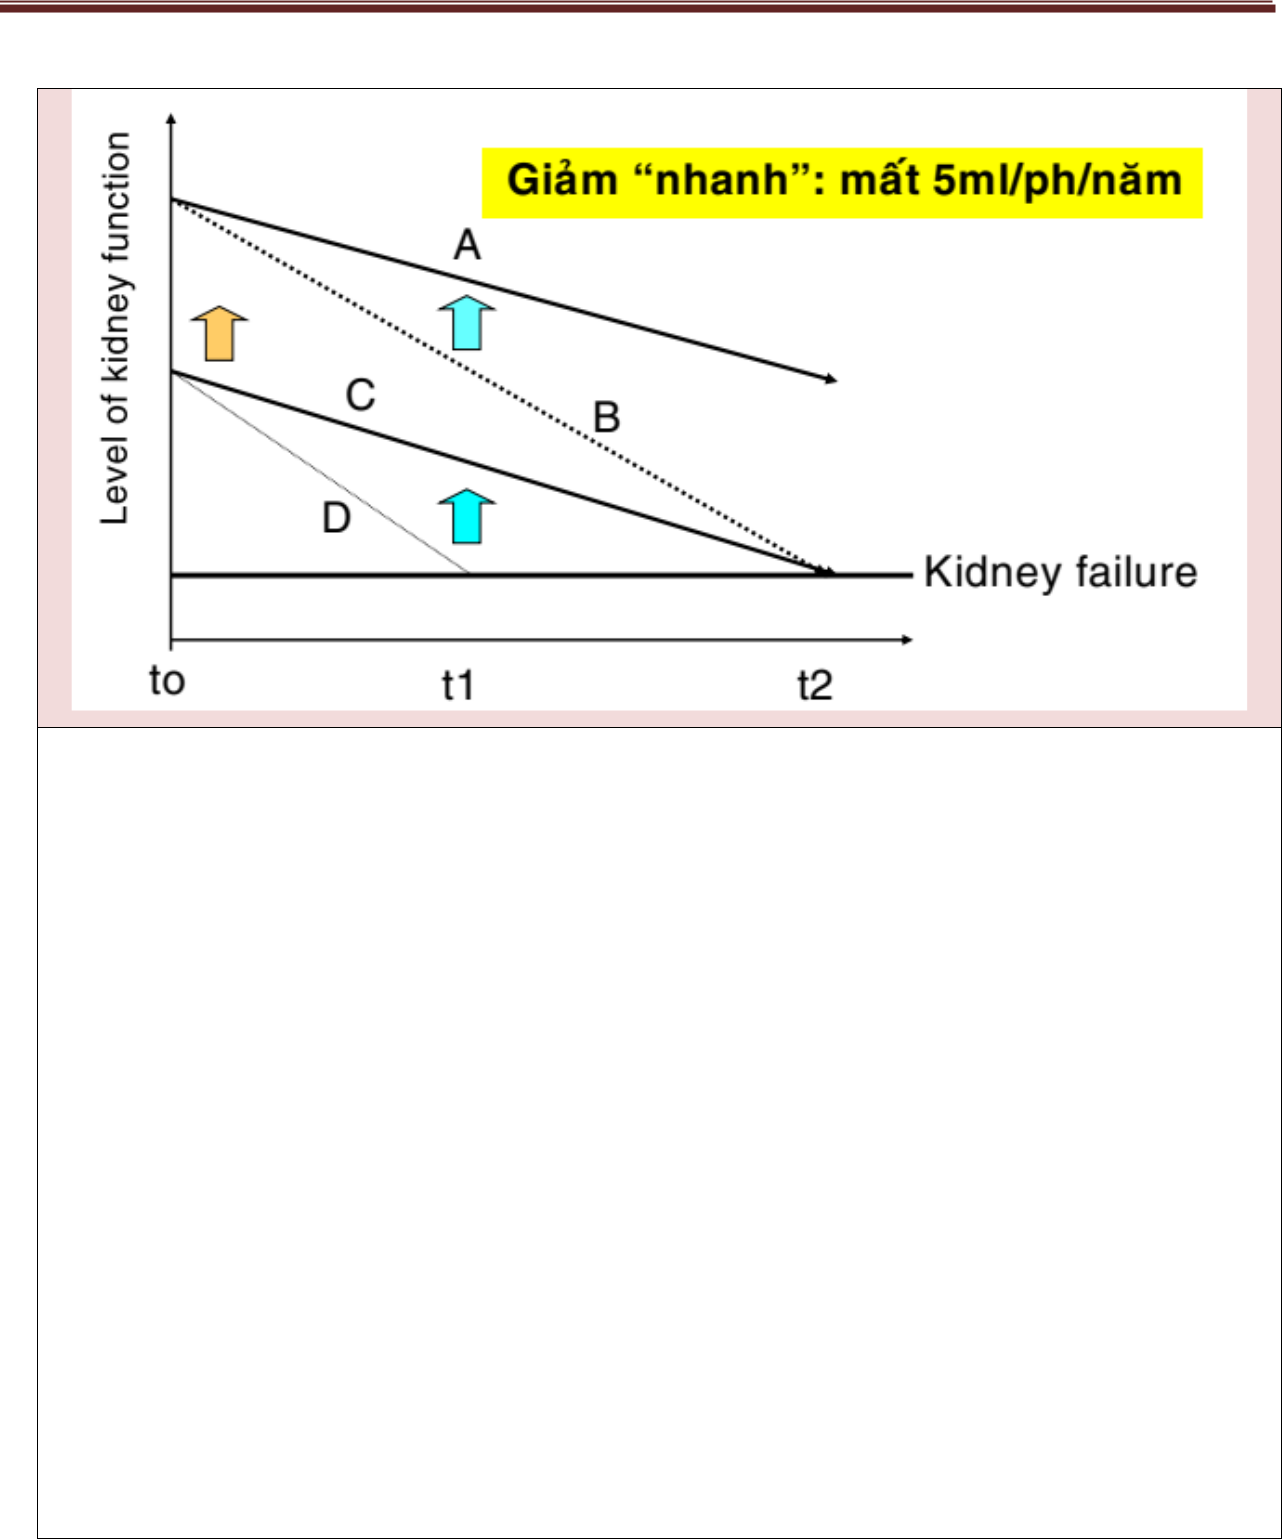 Level of kidney function
Giảm “nhanh”: mất 5ml/ph/năm
A
C
B
D
Kidney failure
to
t1
t2